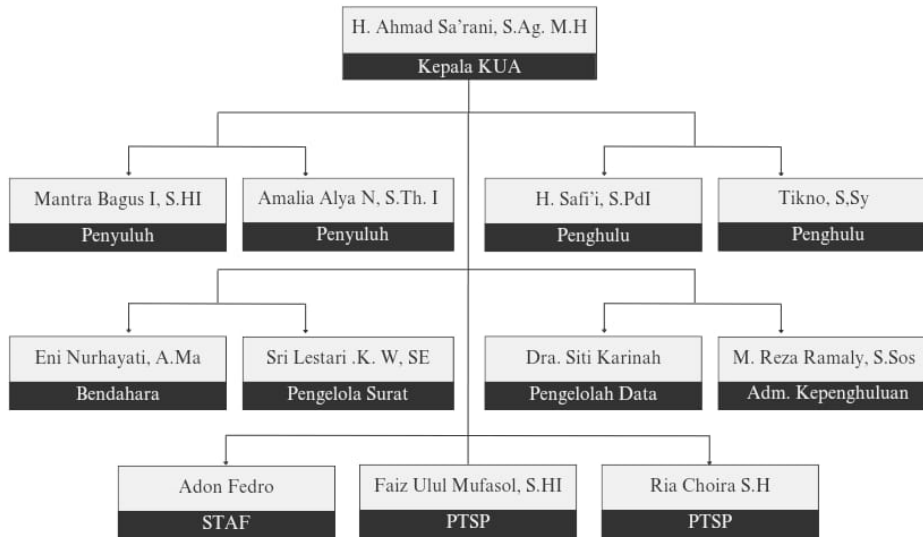 H. Ahmad Sa’rani, S.Ag. M.H
Kepala KUA
Mantra Bagus I, S.HI
Penyuluh
Amalia Alya N, S.Th. I
Penyuluh
H. Safi’i, S.PdI
Penghulu
Tikno, S,Sy
Penghulu
Eni Nurhayati, A.Ma
Bendahara
Sri Lestari .K. W, SE
Pengelola Surat
Dra. Siti Karinah
Pengelolah Data
M. Reza Ramaly, S.Sos
Adm. Kepenghuluan
Adon Fedro
STAF
Faiz Ulul Mufasol, S.HI
PTSP
Ria Choira S.H
PTSP